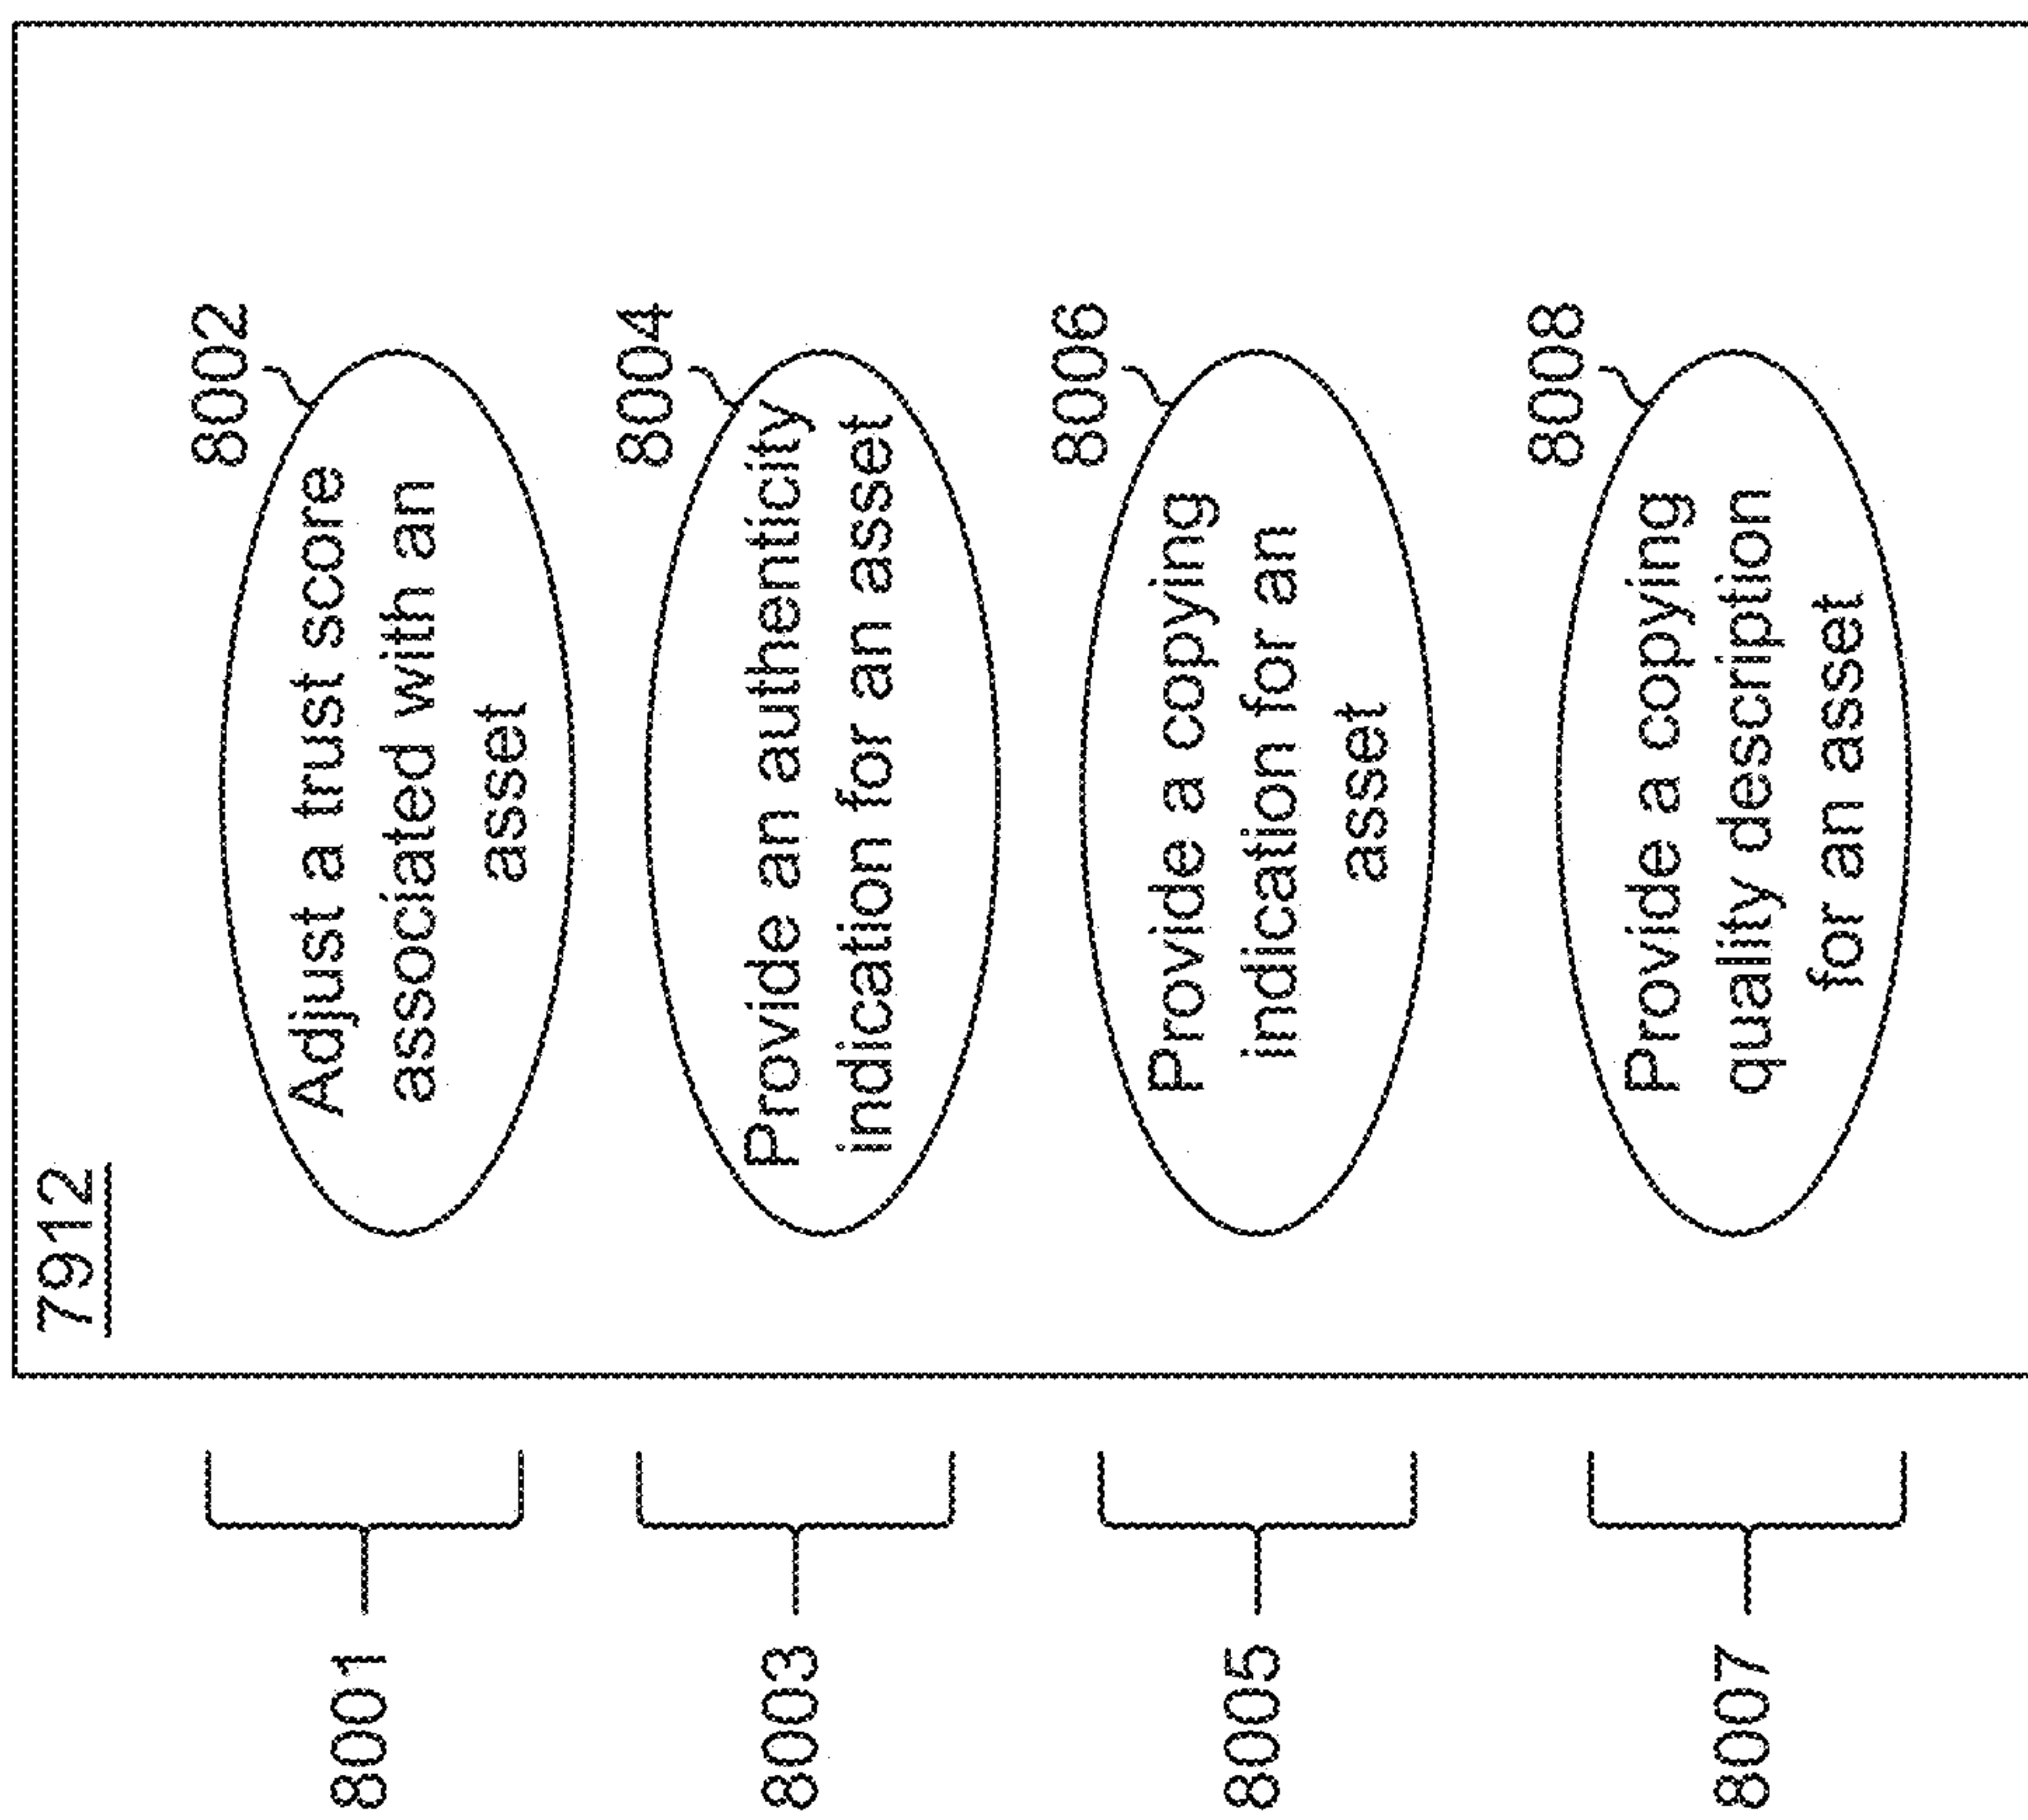 7912
8001
8002
Adjust a trust score
associated with an
asset
8003
8004
Provide an authenticity
indication for an asset
8005
8006
Provide a copying
indication for an
asset
8007
8008
Provide a copying
quality description
for an asset